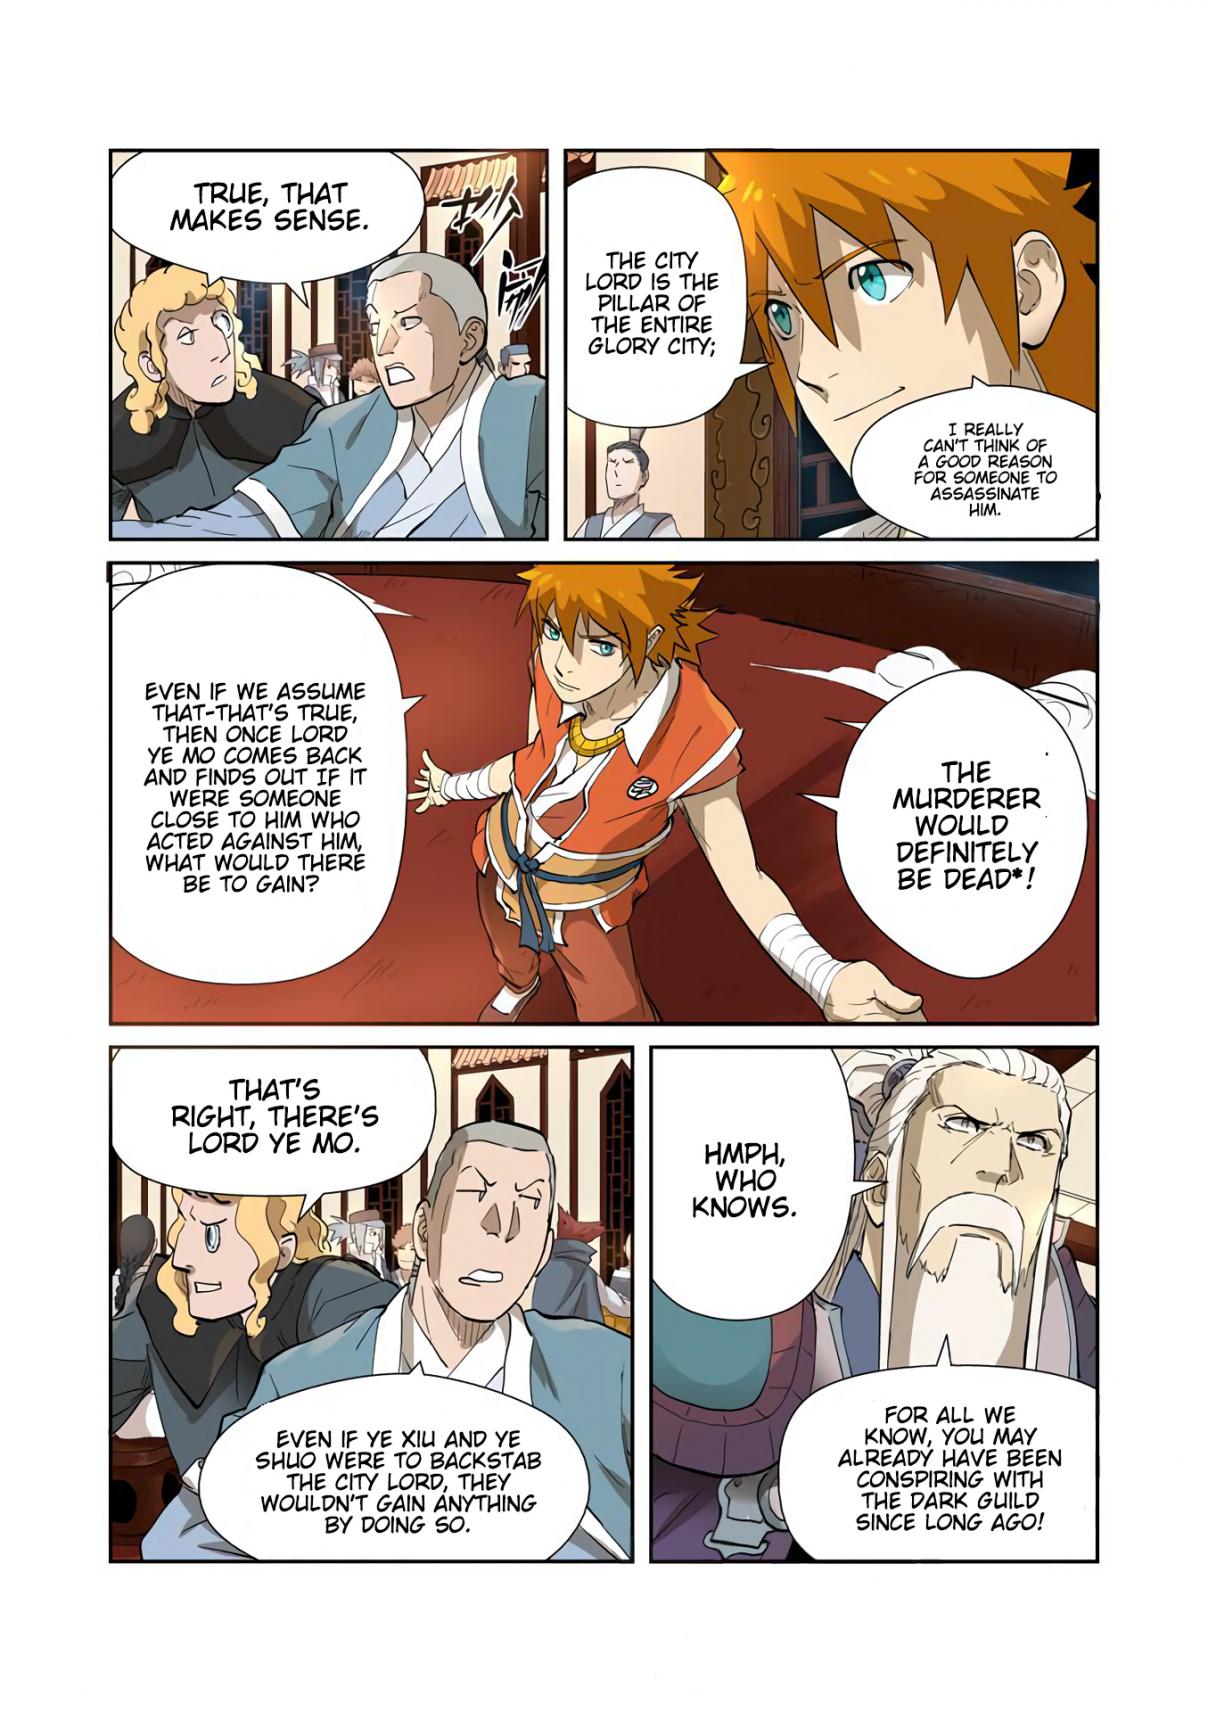 TRUE, THAT
MAKES SENSE.
THE CITY
LORD IS THE
PILLAR OF
THE ENTIRE
GLORY CITY;
I REALLY
CAN'T THINK OF
A GOOD REASON
FOR SOMEONE TO
ASSASSINATE
HIM.
EVEN IF WE ASSUME
THAT-THAT'S TRUE,
THEN ONCE LORD
YE MO COMES BACK
AND FINDS OUT IF IT
WERE SOMEONE
CLOSE TO HIM WHO
ACTED AGAINST HIM,
WHAT WOULD THERE
BE TO GAIN?
THE
MURDERER
WOULD
DEFINITELY
BE DEAD*!
THAT'S
RIGHT, THERE'S
LORD YE MO.
EVEN IF YE XIU AND YE
SHUO WERE TO BACKSTAB
THE CITY LORD, THEY
WOULDN'T GAIN ANYTHING
BY DOING SO.
HMPH,
WHO
KNOWS.
FOR ALL WE
KNOW, YOU MAY
ALREADY HAVE BEEN
CONSPIRING WITH
THE DARK GUILD
SINCE LONG AGO!